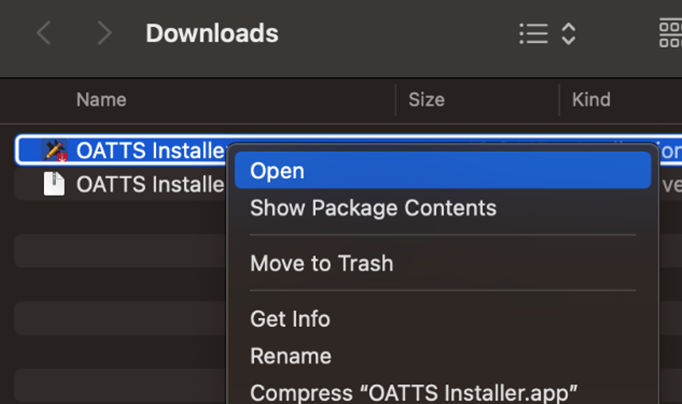 Downloads
Name Size Kind
OATTS Installe
OATTS Installe
Open
Show Package Contents
Move to Trash
Get Info
Rename
Compress “OATTS Installer.app”